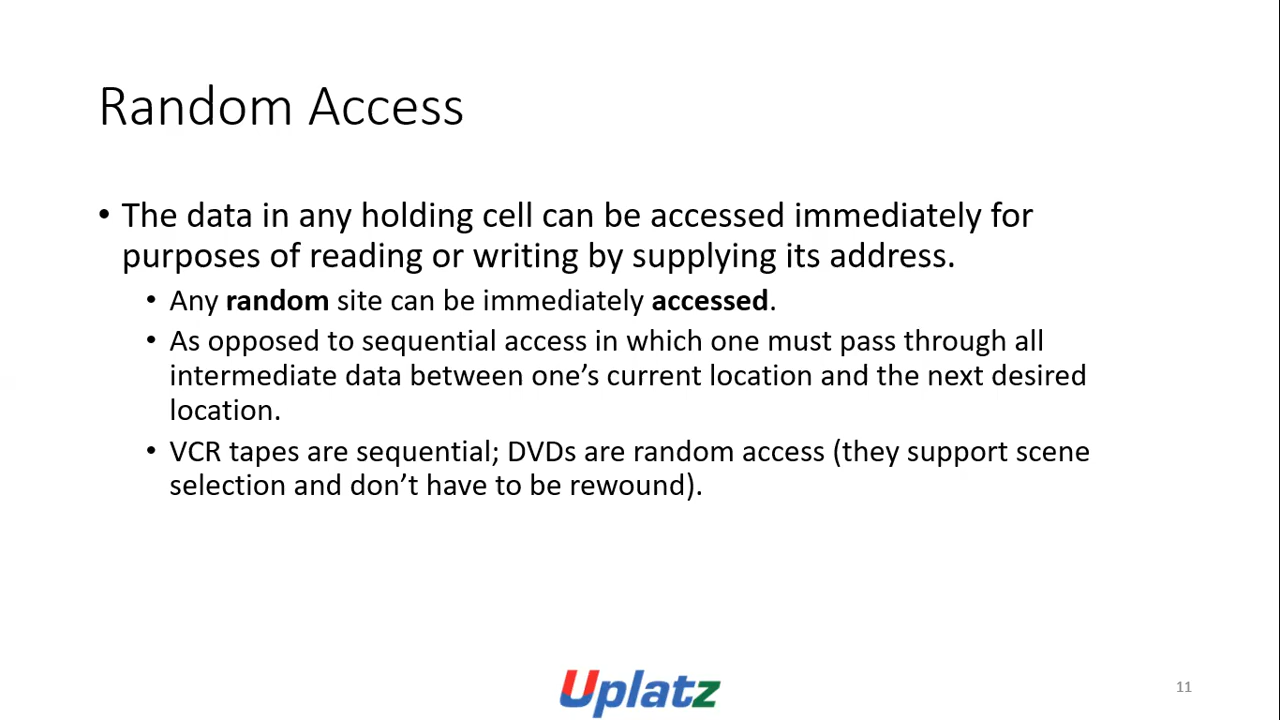 Random Access
• The data in any holding cell can be accessed immediately for
purposes of reading or writing by supplying its address.
• Any random site can be immediately accessed.
• As opposed to sequential access in which one must pass through all
intermediate data between one’s current location and the next desired
location.
• VCR tapes are sequential; DVDs are random access (they support scene
selection and don’t have to be rewound).
Uplatz
11